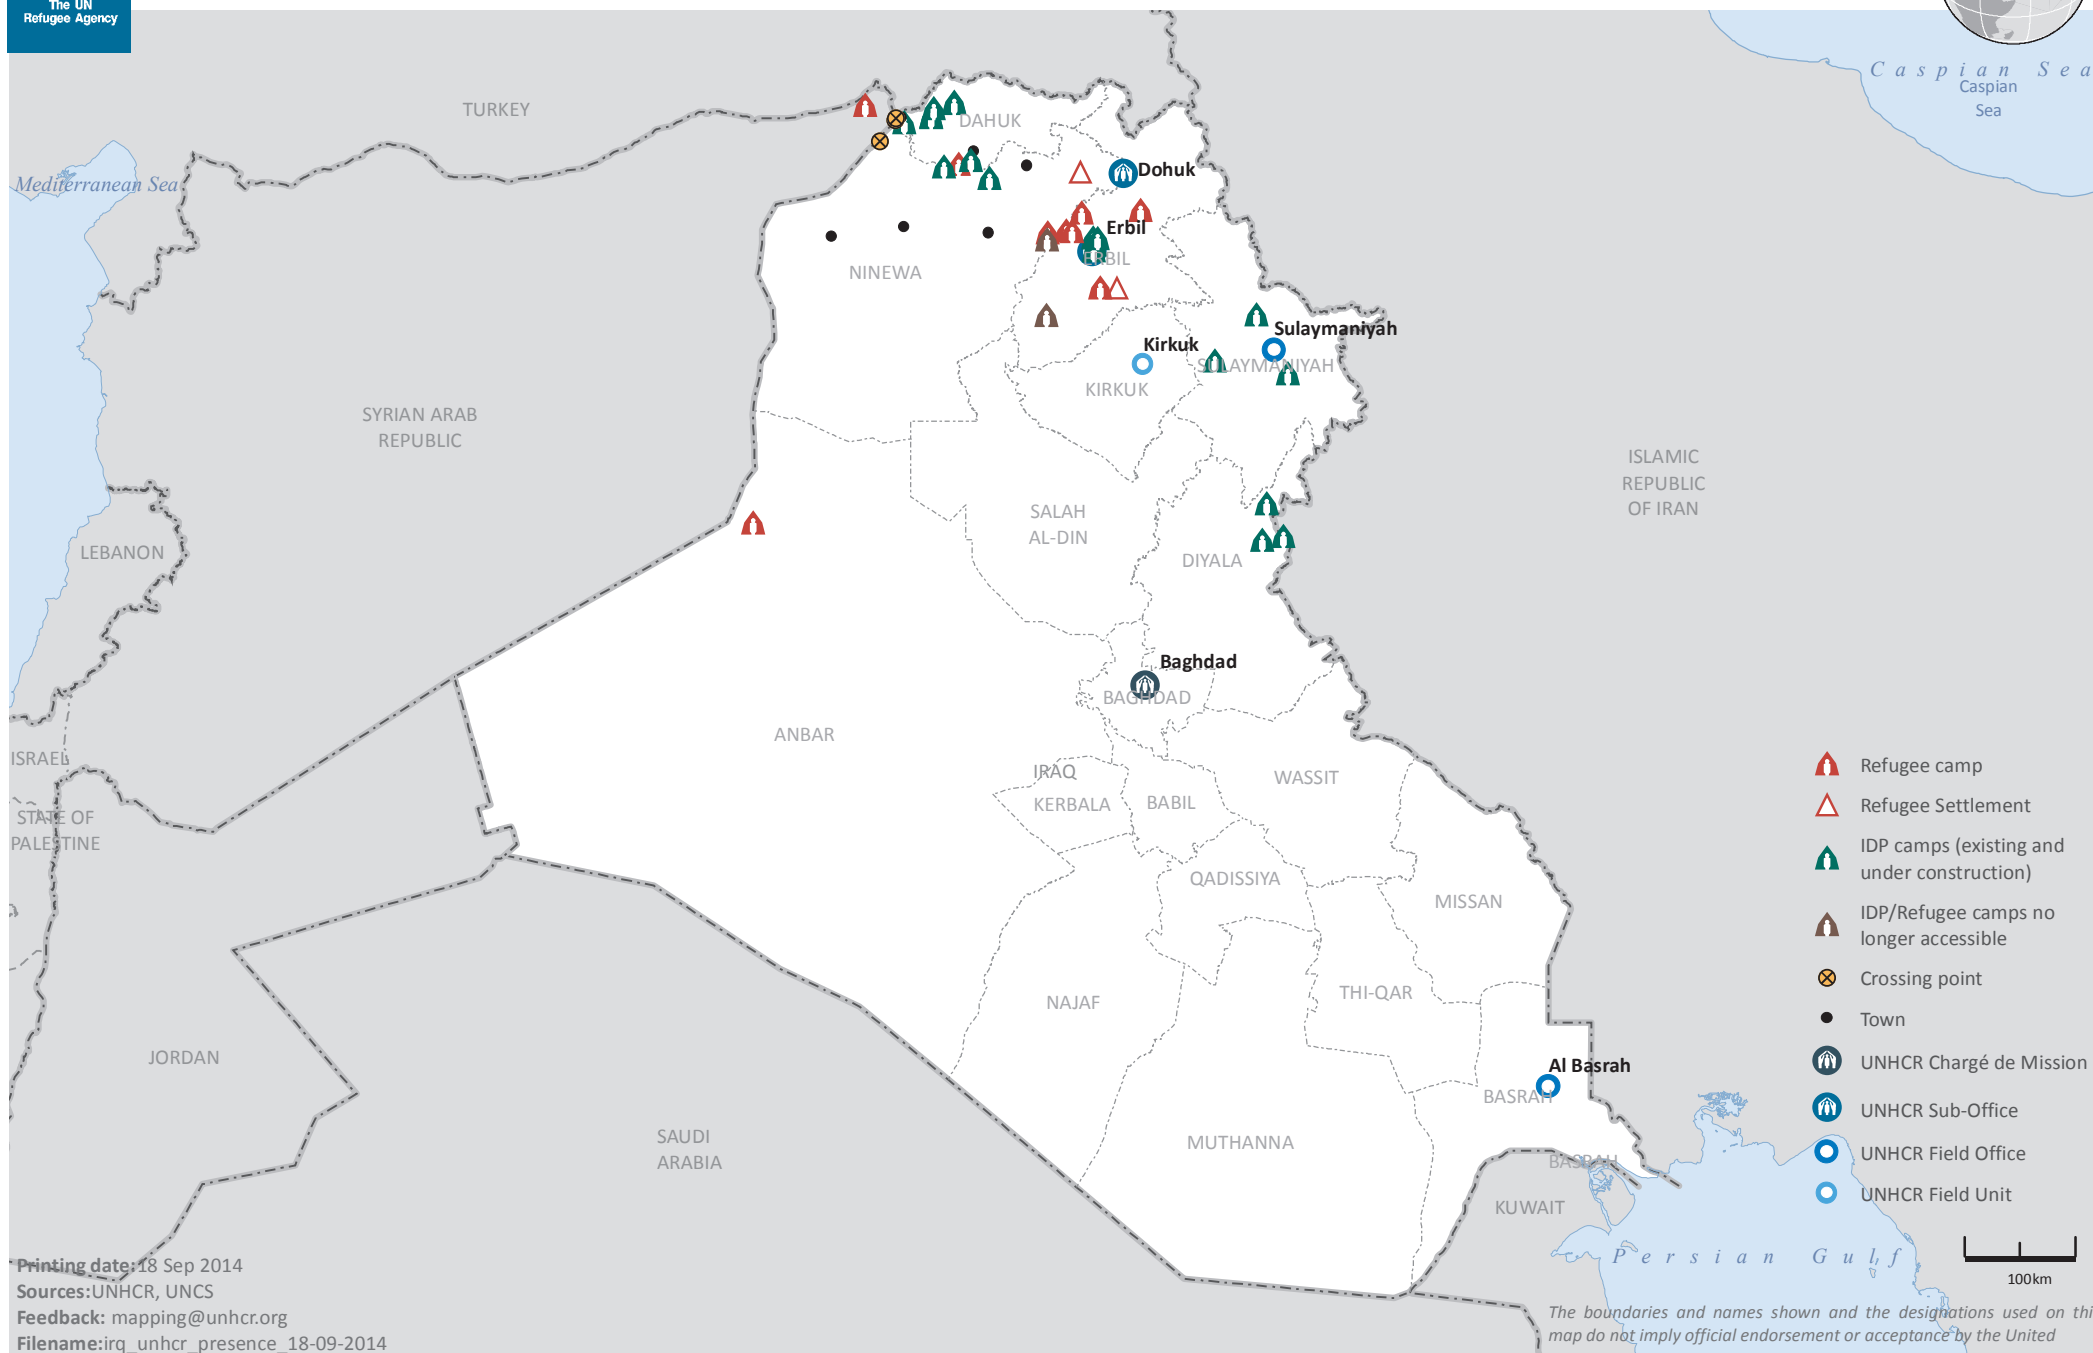 The UN
Refugee Agency
Caspian Sea
Caspian
Sea
TURKEY
DAHUK
Mediterranean Sea
Dohuk
Erbil
ERBIL
NINEWA
Sulaymaniyah
Kirkuk
SULAYMANIYAH
KIRKUK
SYRIAN ARAB
REPUBLIC
ISLAMIC
REPUBLIC
OF IRAN
SALAH
AL-DIN
LEBANON
DIYALA
Baghdad
BAGHDAD
ANBAR
ISRAEL
IRAQ
WASSIT
KERBALA
BABIL
STATE OF
PALESTINE
QADISSIYA
MISSAN
NAJAF
THI-QAR
JORDAN
Al Basrah
BASRAH
SAUDI
ARABIA
MUTHANNA
BASRAH
KUWAIT
Persian Gulf
Refugee camp
Refugee Settlement
IDP camps (existing and
under construction)
IDP/Refugee camps no
longer accessible
Crossing point
Town
UNHCR Chargé de Mission
UNHCR Sub-Office
UNHCR Field Office
UNHCR Field Unit
100km
Printing date:18 Sep 2014
Sources:UNHCR, UNCS
Feedback: mapping@unhcr.org
Filename:irq_unhcr_presence_18-09-2014
The boundaries and names shown and the designations used on thi
map do not imply official endorsement or acceptance by the United